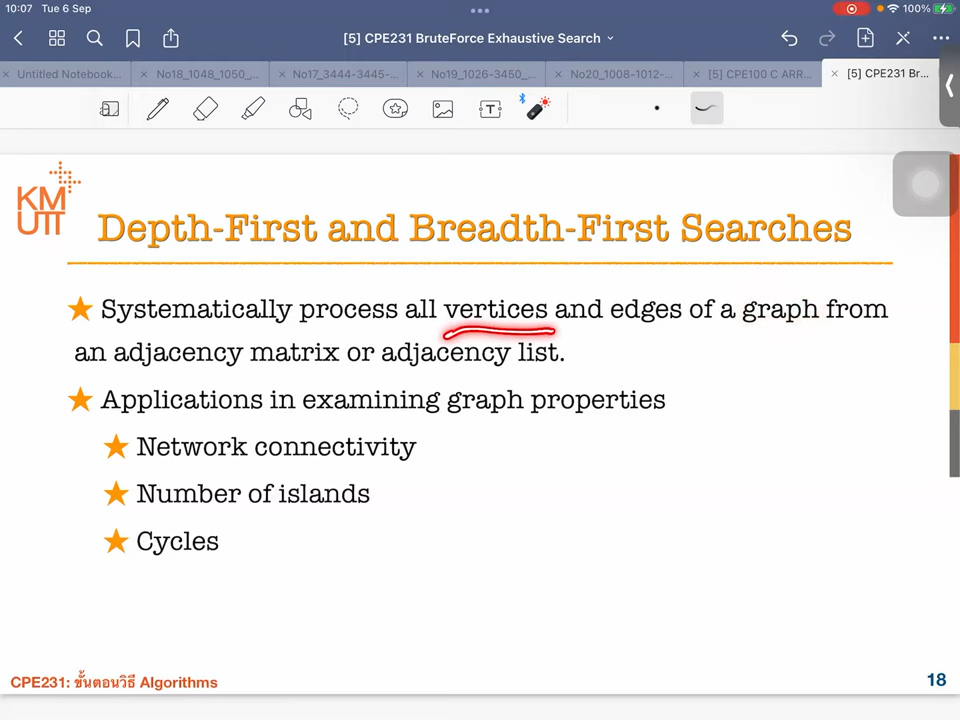 10:07 Tue 6 Sep
100%
[5] CPE231 BruteForce Exhaustive Search
Untitled Notebook...
No18_1048_1050_...
No17_3444-3445-...
No19_1026-3450_...
No20_1008-1012-...
[5] CPE100 C ARR...
[5] CPE231 Br...
T
KM
UTT
Depth-First and Breadth-First Searches
Systematically process all vertices and edges of a graph from
an adjacency matrix or adjacency list.
Applications in examining graph properties
Network connectivity
Number of islands
Cycles
CPE231: ขั้นตอนวิธี Algorithms
18